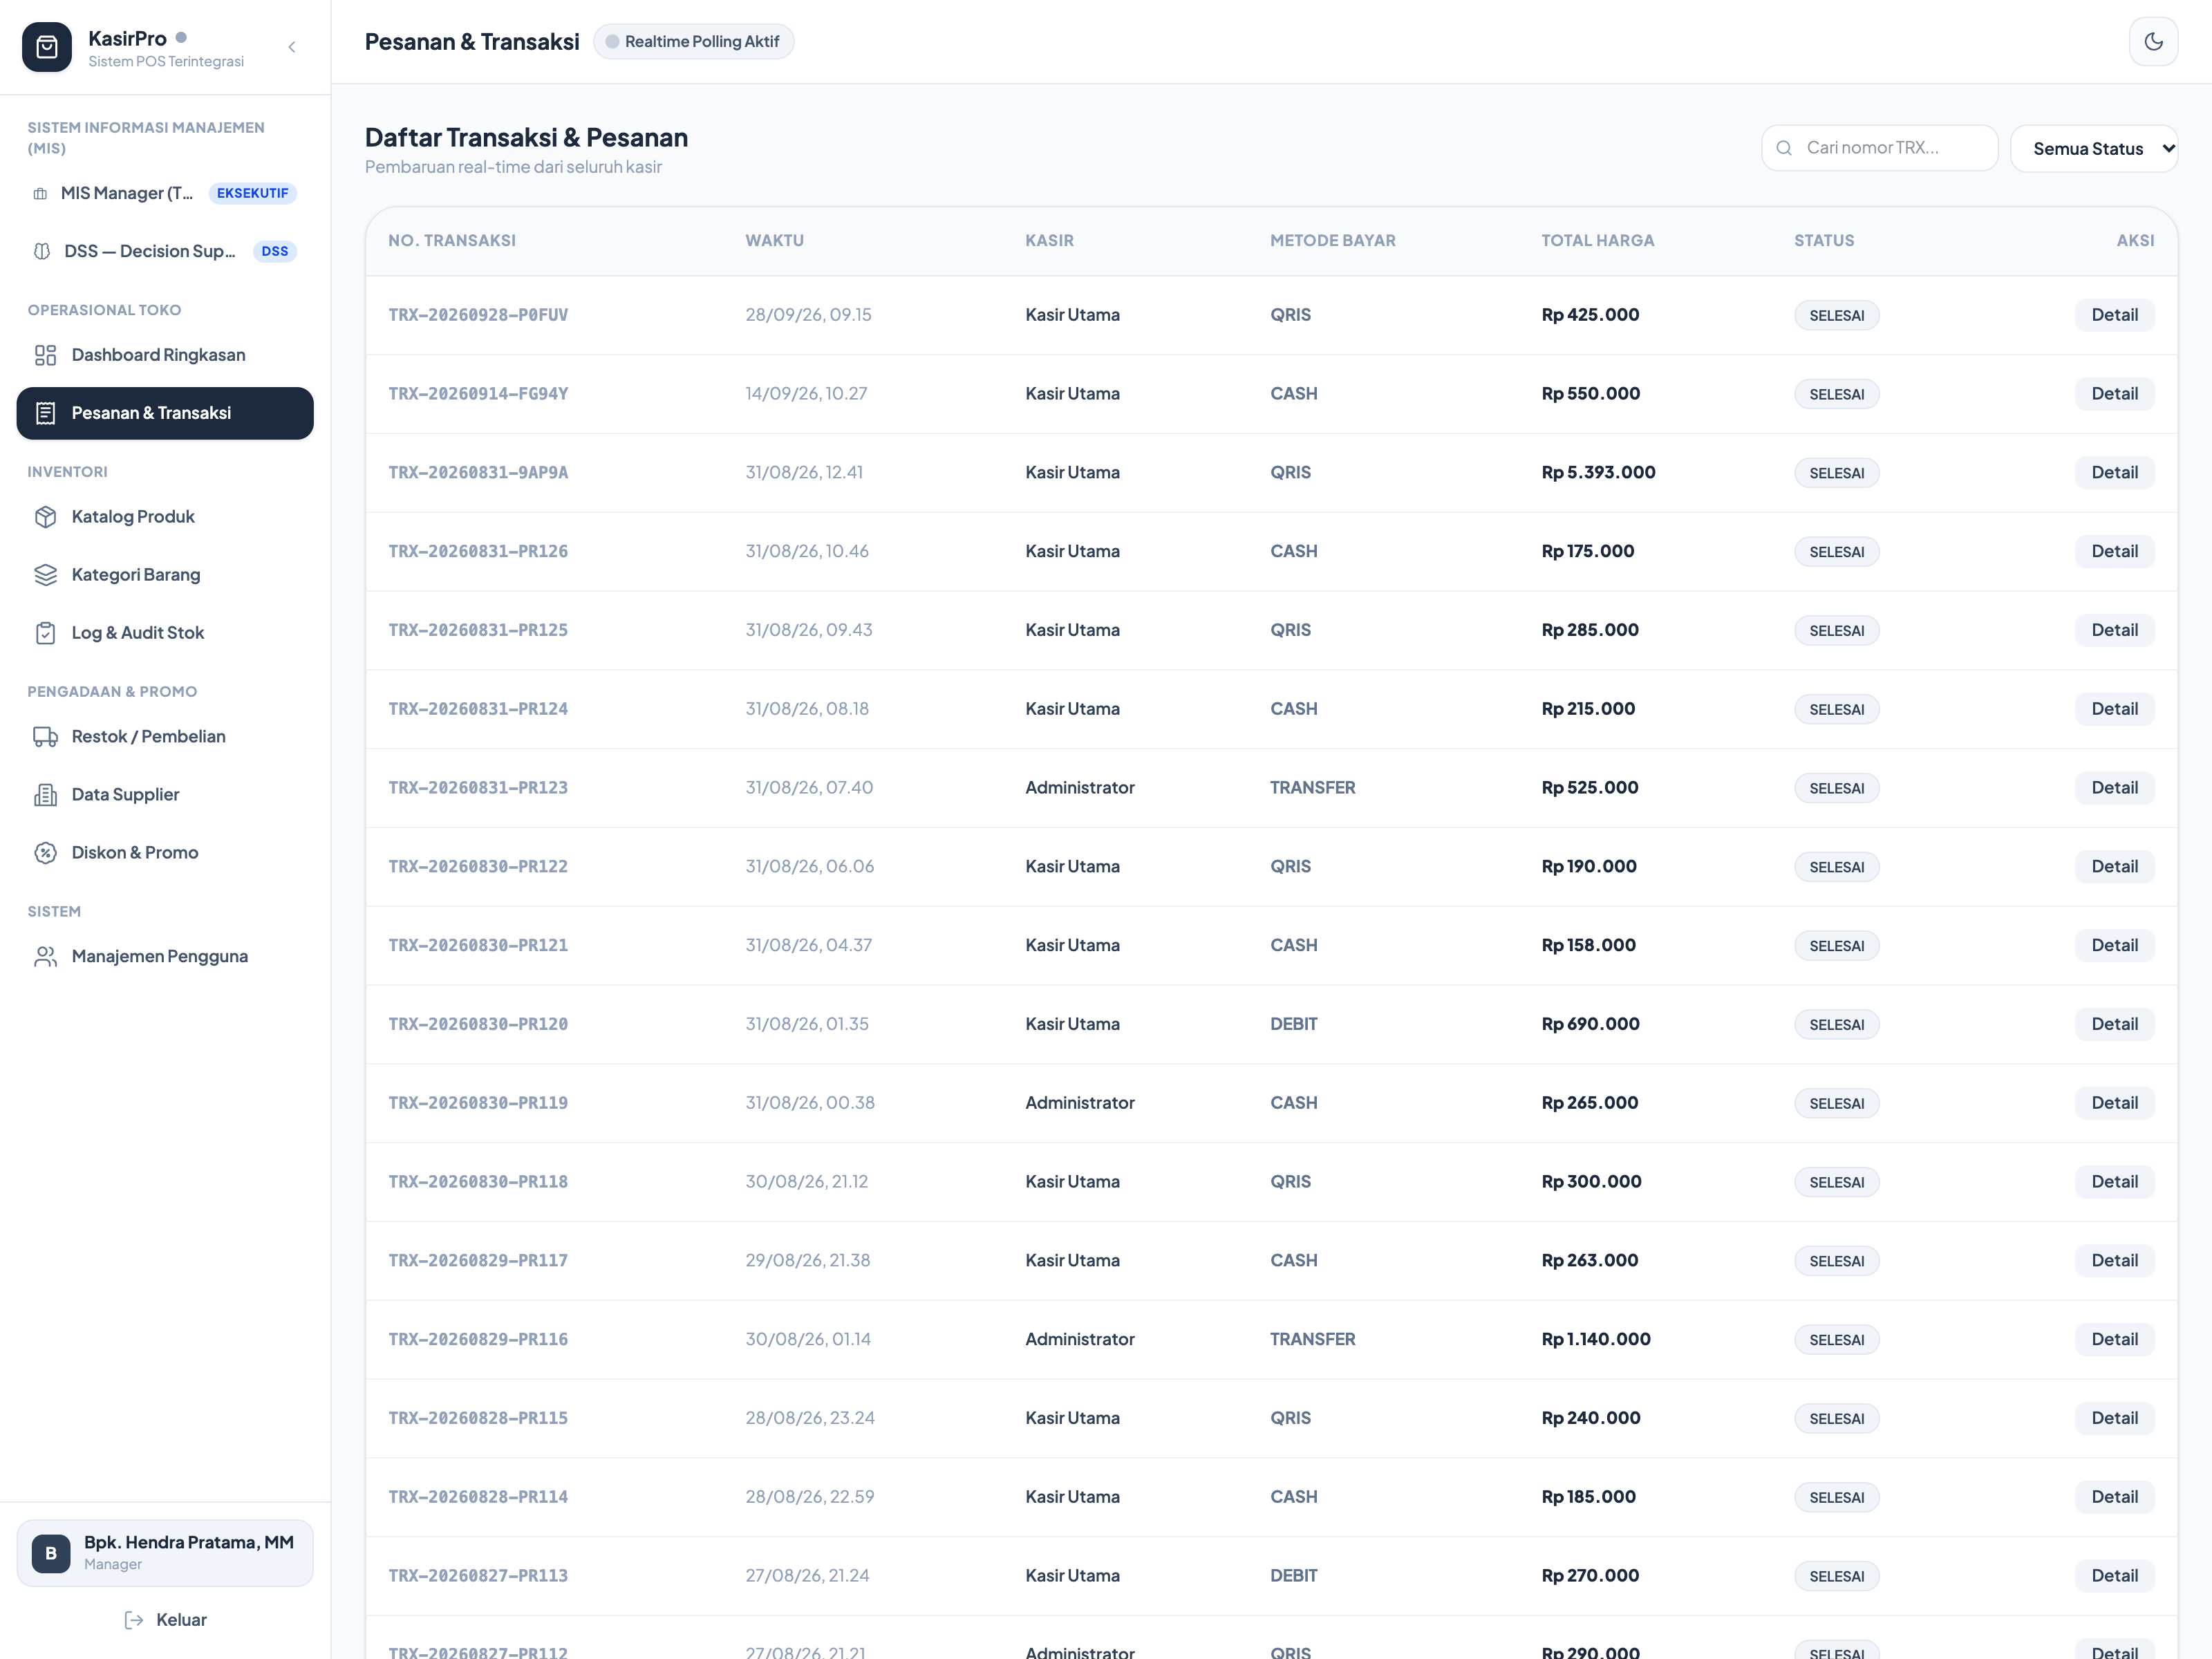 KasirPro
Sistem POS Terintegrasi
SISTEM INFORMASI MANAJEMEN
(MIS)
MIS Manager (T... EKSEKUTIF
DSS — Decision Sup... DSS
OPERASIONAL TOKO
Dashboard Ringkasan
Pesanan & Transaksi
INVENTORI
Katalog Produk
Kategori Barang
Log & Audit Stok
PENGADAAN & PROMO
Restok / Pembelian
Data Supplier
Diskon & Promo
SISTEM
Manajemen Pengguna
B
Bpk. Hendra Pratama, MM
Manager
Keluar
Pesanan & Transaksi Realtime Polling Aktif
Daftar Transaksi & Pesanan
Pembaruan real-time dari seluruh kasir
Cari nomor TRX... Semua Status
NO. TRANSAKSI WAKTU KASIR METODE BAYAR TOTAL HARGA STATUS AKSI
TRX-20260928-P0FUV 28/09/26, 09.15 Kasir Utama QRIS Rp 425.000 SELESAI Detail
TRX-20260914-FG94Y 14/09/26, 10.27 Kasir Utama CASH Rp 550.000 SELESAI Detail
TRX-20260831-9AP9A 31/08/26, 12.41 Kasir Utama QRIS Rp 5.393.000 SELESAI Detail
TRX-20260831-PR126 31/08/26, 10.46 Kasir Utama CASH Rp 175.000 SELESAI Detail
TRX-20260831-PR125 31/08/26, 09.43 Kasir Utama QRIS Rp 285.000 SELESAI Detail
TRX-20260831-PR124 31/08/26, 08.18 Kasir Utama CASH Rp 215.000 SELESAI Detail
TRX-20260831-PR123 31/08/26, 07.40 Administrator TRANSFER Rp 525.000 SELESAI Detail
TRX-20260830-PR122 31/08/26, 06.06 Kasir Utama QRIS Rp 190.000 SELESAI Detail
TRX-20260830-PR121 31/08/26, 04.37 Kasir Utama CASH Rp 158.000 SELESAI Detail
TRX-20260830-PR120 31/08/26, 01.35 Kasir Utama DEBIT Rp 690.000 SELESAI Detail
TRX-20260830-PR119 31/08/26, 00.38 Administrator CASH Rp 265.000 SELESAI Detail
TRX-20260830-PR118 30/08/26, 21.12 Kasir Utama QRIS Rp 300.000 SELESAI Detail
TRX-20260829-PR117 29/08/26, 21.38 Kasir Utama CASH Rp 263.000 SELESAI Detail
TRX-20260829-PR116 30/08/26, 01.14 Administrator TRANSFER Rp 1.140.000 SELESAI Detail
TRX-20260828-PR115 28/08/26, 23.24 Kasir Utama QRIS Rp 240.000 SELESAI Detail
TRX-20260828-PR114 28/08/26, 22.59 Kasir Utama CASH Rp 185.000 SELESAI Detail
TRX-20260827-PR113 27/08/26, 21.24 Kasir Utama DEBIT Rp 270.000 SELESAI Detail
TRX-20260827-PR112 27/08/26, 21.21 Administrator QRIS Rp 290.000 SELESAI Detail